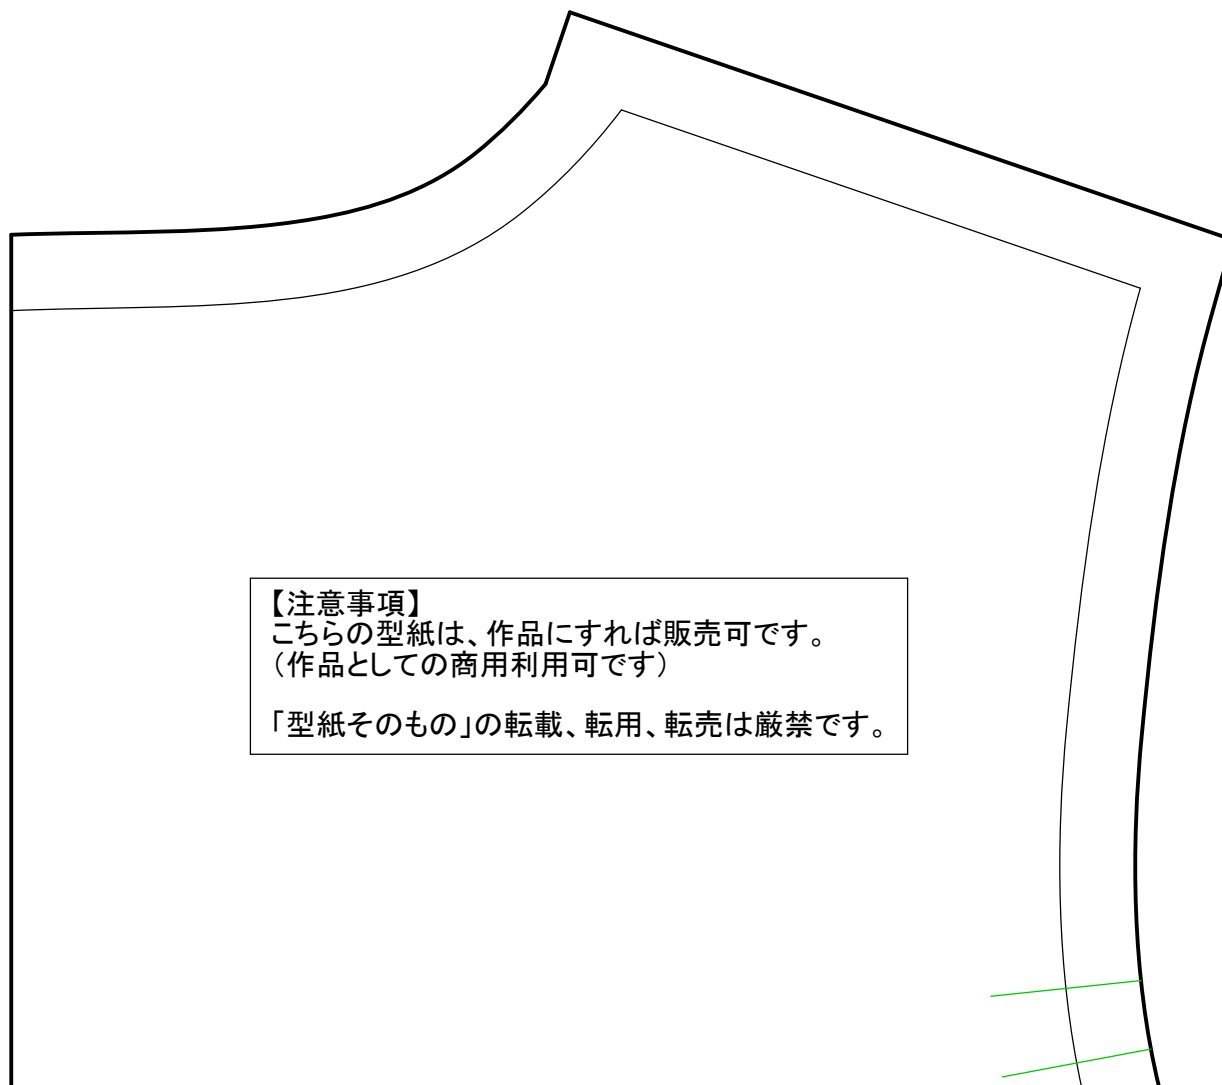 【注意事項】
こちらの型紙は、作品にすれば販売可です。
（作品としての商用利用可です）
「型紙そのもの」の転載、転用、転売は厳禁です。